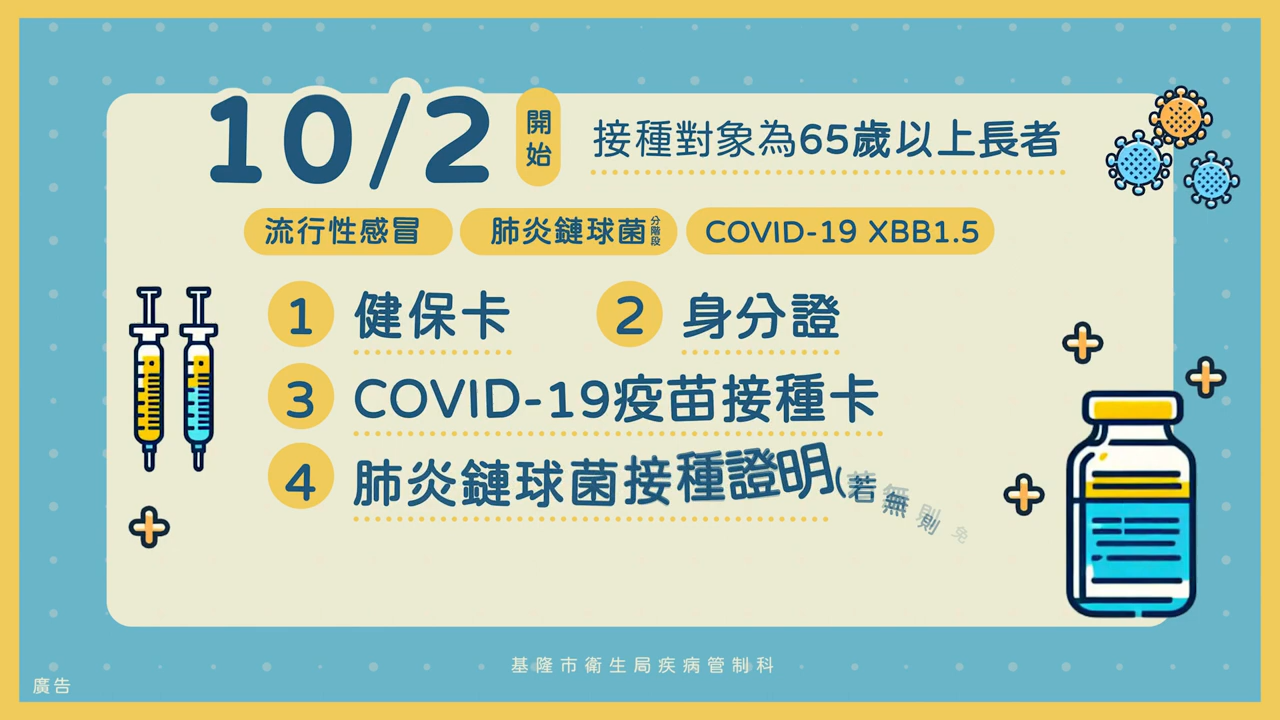 10/2 開始 接種對象為65歲以上長者
流行性感冒 肺炎鏈球菌分階段 COVID-19 XBB1.5
1 健保卡 2 身分證
3 COVID-19疫苗接種卡
4 肺炎鏈球菌接種證明(若無則免
基隆市衛生局疾病管制科
廣告